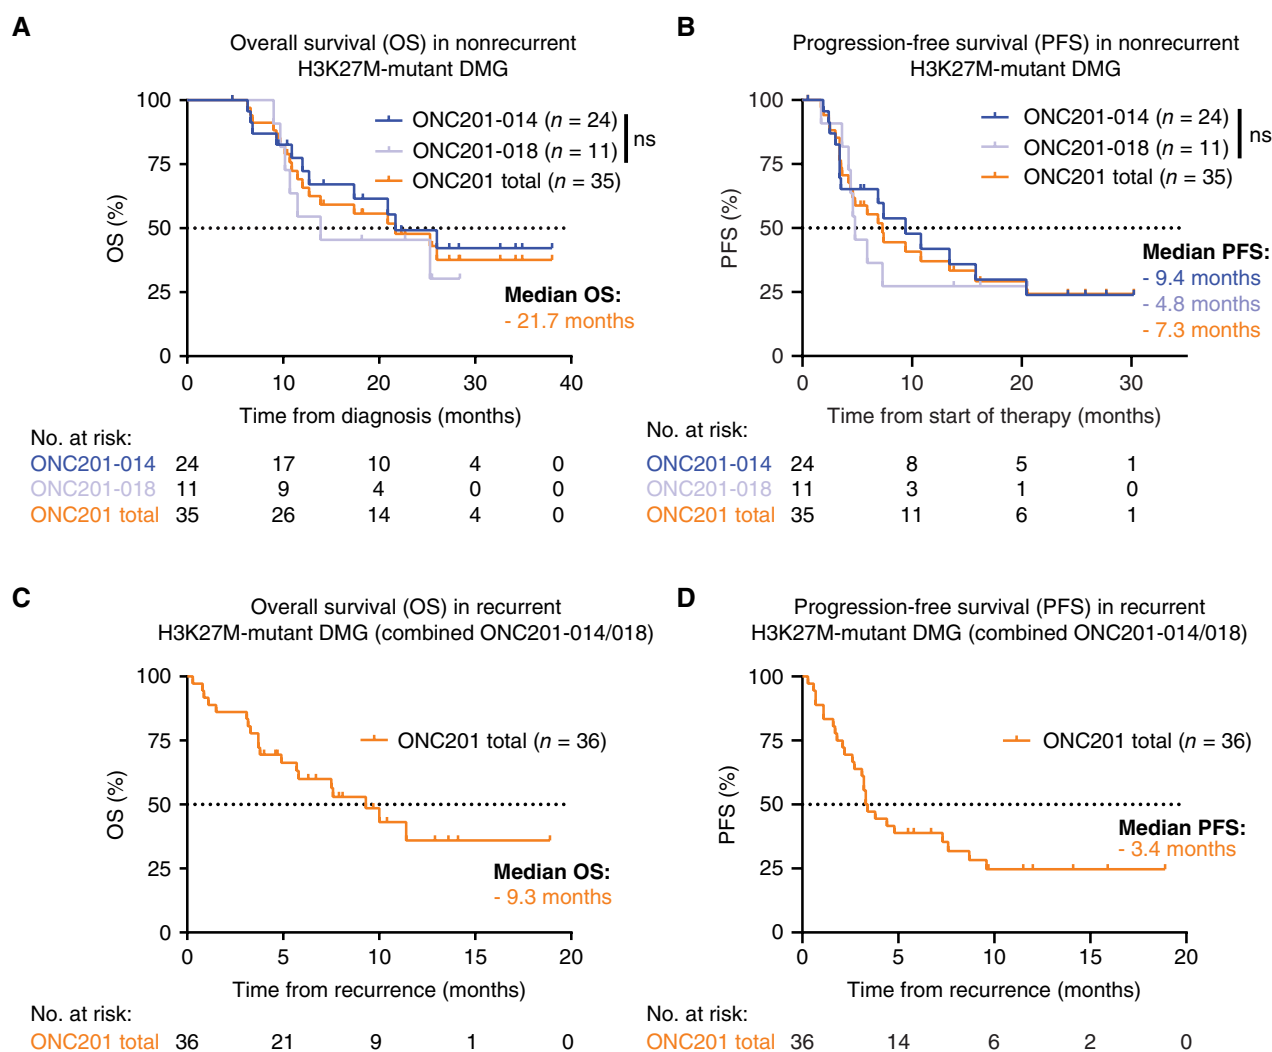 A
Overall survival (OS) in nonrecurrent
H3K27M-mutant DMG
100
75
50
25
0
OS (%)
ONC201-014 (n = 24)
ONC201-018 (n = 11)
ONC201 total (n = 35)
ns
Median OS:
- 21.7 months
0 10 20 30 40
Time from diagnosis (months)
No. at risk:
ONC201-014 24 17 10 4 0
ONC201-018 11 9 4 0 0
ONC201 total 35 26 14 4 0
B
Progression-free survival (PFS) in nonrecurrent
H3K27M-mutant DMG
100
75
50
25
0
PFS (%)
ONC201-014 (n = 24)
ONC201-018 (n = 11)
ONC201 total (n = 35)
ns
Median PFS:
- 9.4 months
- 4.8 months
- 7.3 months
0 10 20 30
Time from start of therapy (months)
No. at risk:
ONC201-014 24 8 5 1
ONC201-018 11 3 1 0
ONC201 total 35 11 6 1
C
Overall survival (OS) in recurrent
H3K27M-mutant DMG (combined ONC201-014/018)
100
75
50
25
0
OS (%)
ONC201 total (n = 36)
Median OS:
- 9.3 months
0 5 10 15 20
Time from recurrence (months)
No. at risk:
ONC201 total 36 21 9 1 0
D
Progression-free survival (PFS) in recurrent
H3K27M-mutant DMG (combined ONC201-014/018)
100
75
50
25
0
PFS (%)
ONC201 total (n = 36)
Median PFS:
- 3.4 months
0 5 10 15 20
Time from recurrence (months)
No. at risk:
ONC201 total 36 14 6 2 0